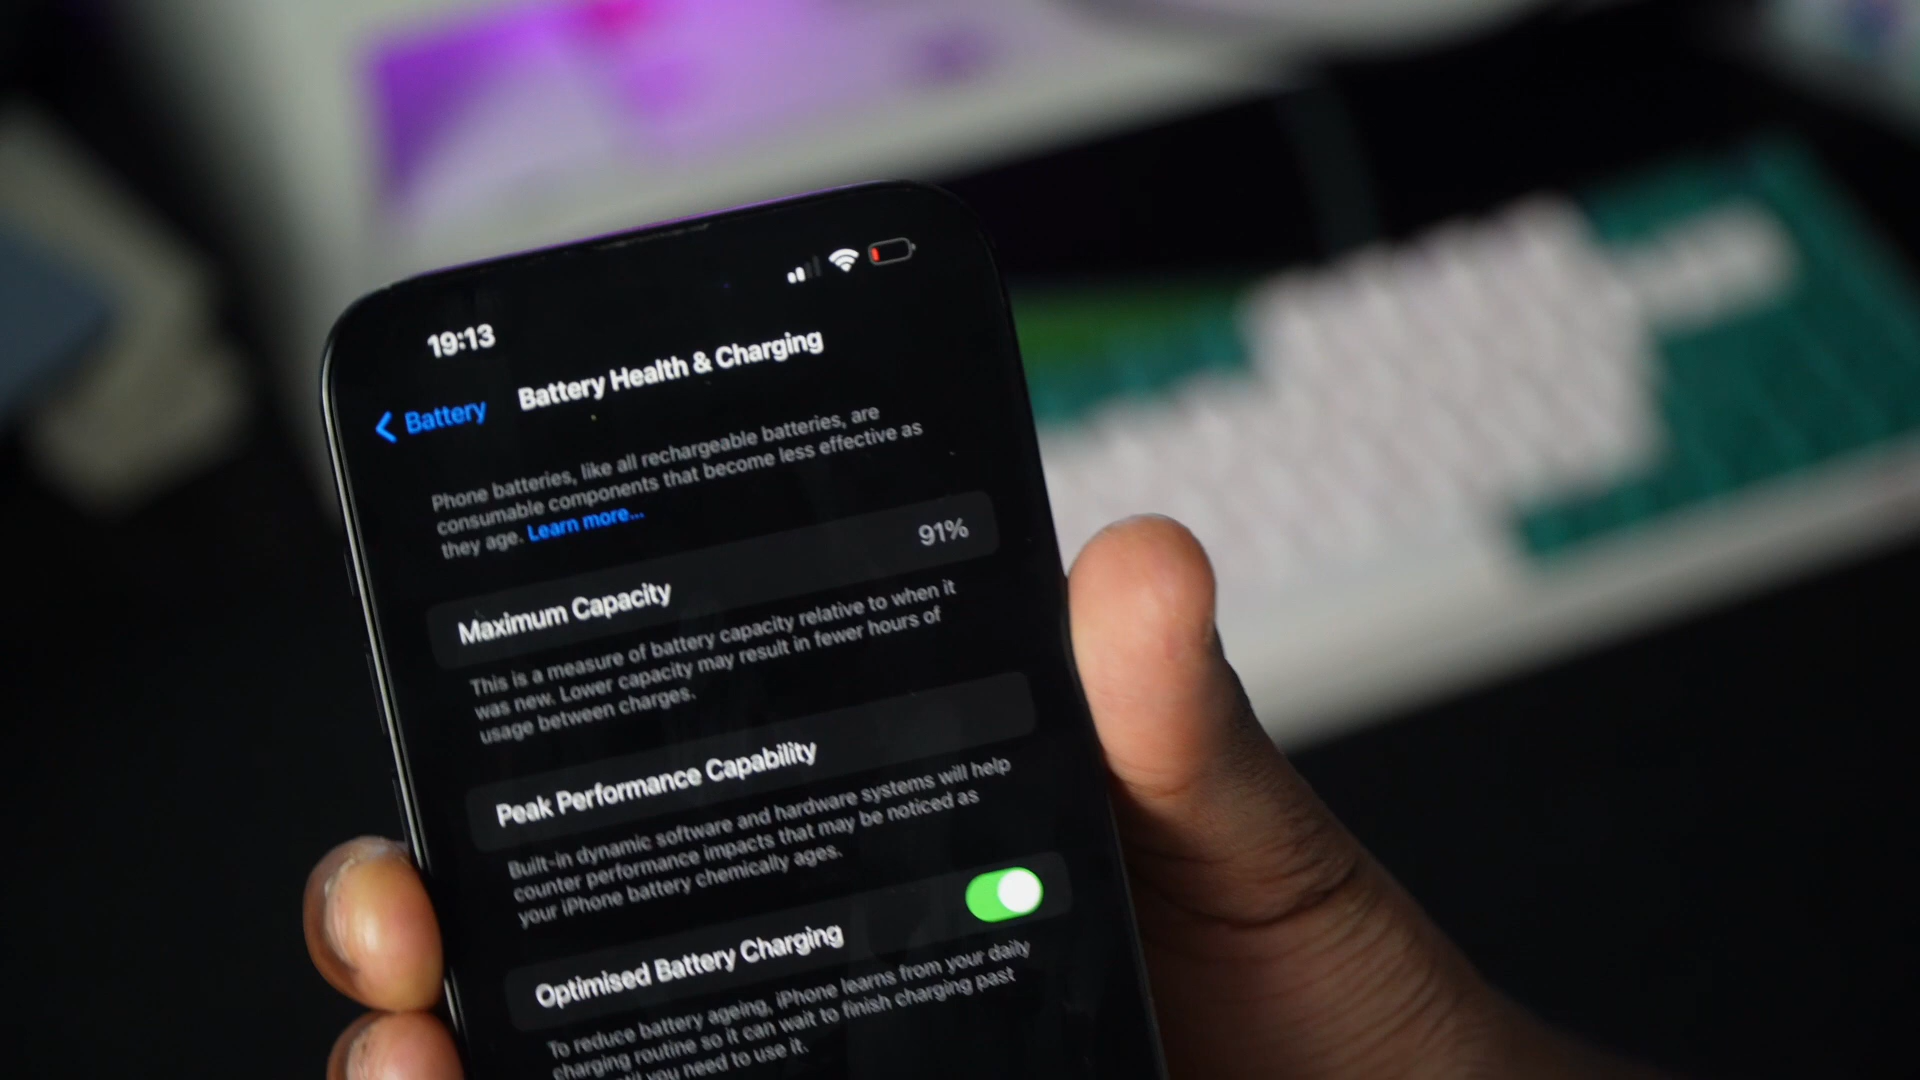 19:13
Battery
Battery Health & Charging
Phone batteries, like all rechargeable batteries, are
consumable components that become less effective as
they age. Learn more...
Maximum Capacity
91%
This is a measure of battery capacity relative to when it
was new. Lower capacity may result in fewer hours of
usage between charges.
Peak Performance Capability
Built-in dynamic software and hardware systems will help
counter performance impacts that may be noticed as
your iPhone battery chemically ages.
Optimised Battery Charging
To reduce battery ageing, iPhone learns from your daily
charging routine so it can wait to finish charging past
you need to use it.